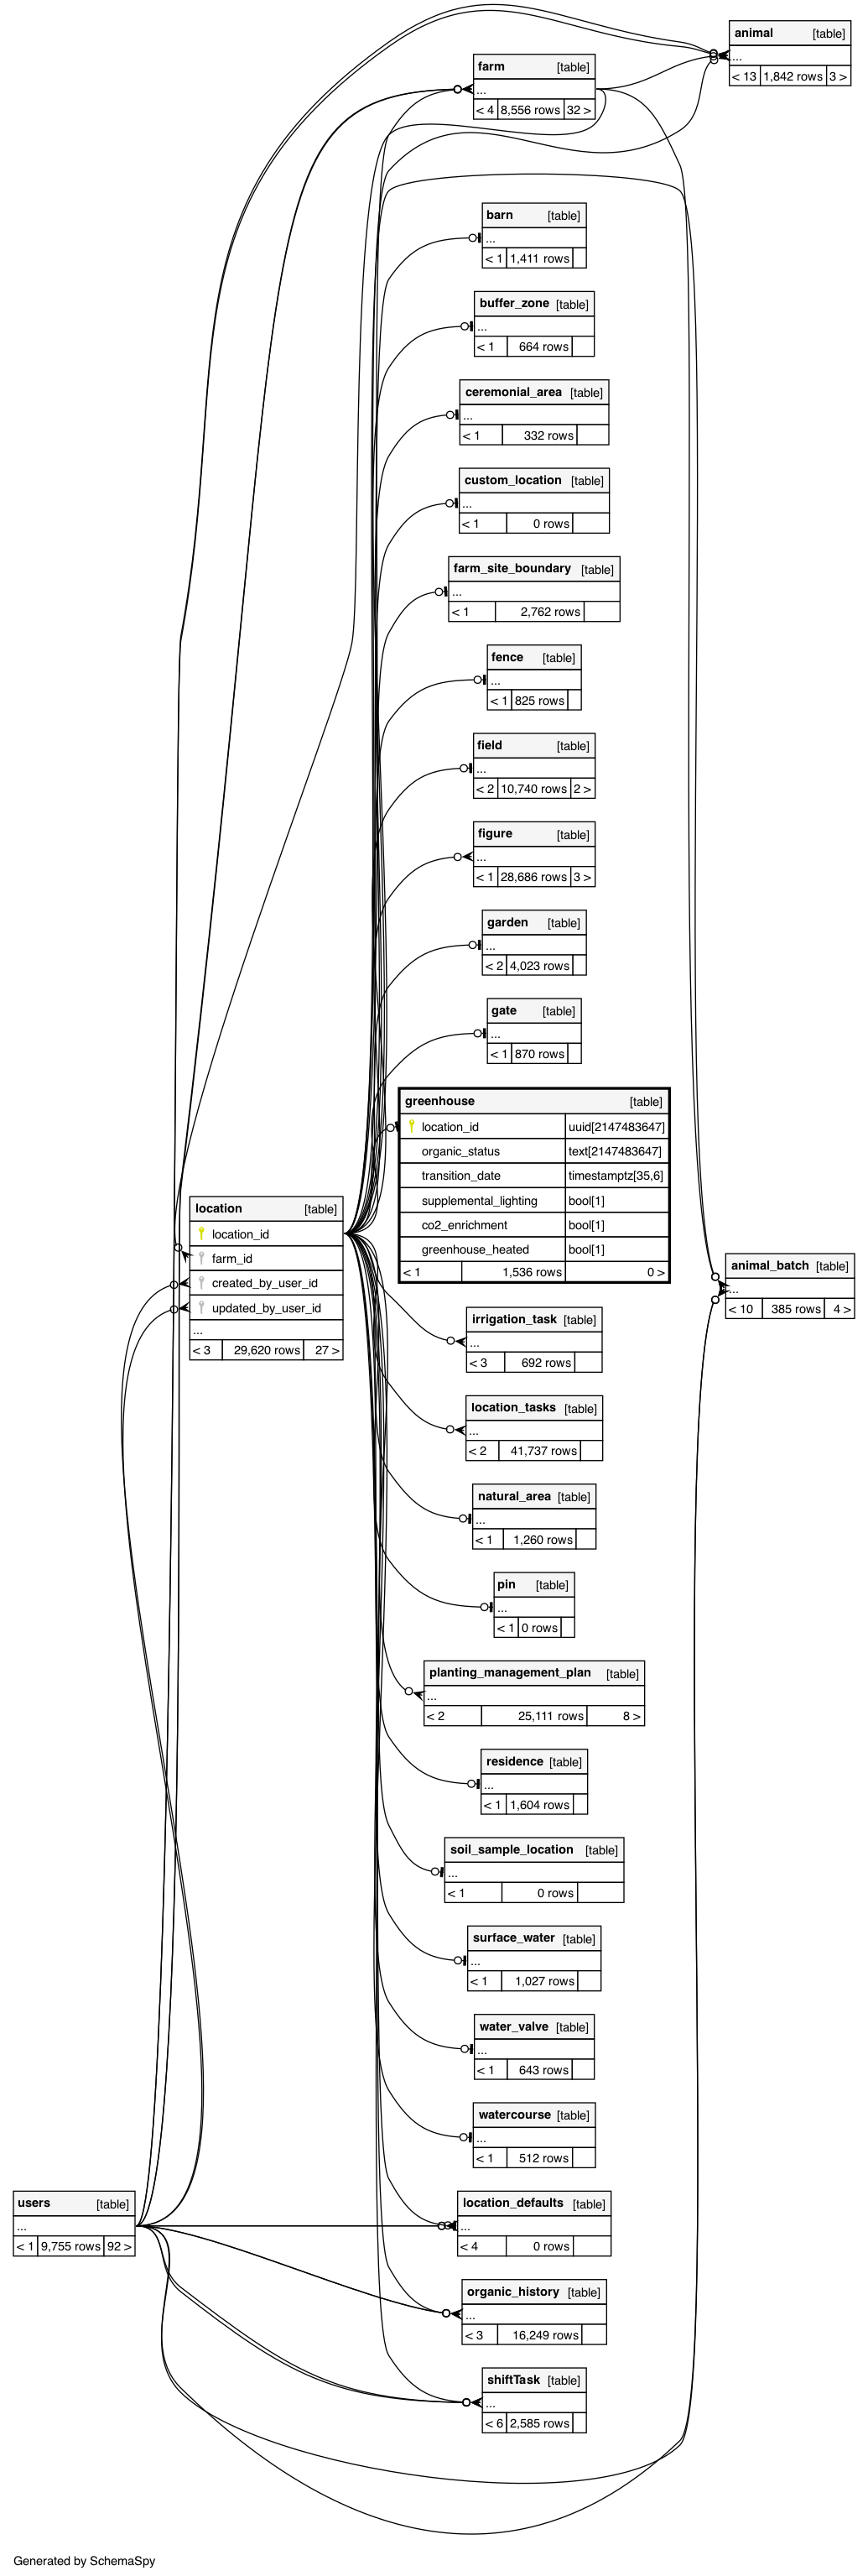 animal [table]
...
< 13 1,842 rows 3 >
farm [table]
...
< 4 8,556 rows 32 >
barn [table]
...
< 1 1,411 rows
buffer_zone [table]
...
< 1 664 rows
ceremonial_area [table]
...
< 1 332 rows
custom_location [table]
...
< 1 0 rows
farm_site_boundary [table]
...
< 1 2,762 rows
fence [table]
...
< 1 825 rows
field [table]
...
< 2 10,740 rows 2 >
figure [table]
...
< 1 28,686 rows 3 >
garden [table]
...
< 2 4,023 rows
gate [table]
...
< 1 870 rows
greenhouse [table]
location_id uuid[2147483647]
organic_status text[2147483647]
transition_date timestamptz[35,6]
supplemental_lighting bool[1]
co2_enrichment bool[1]
greenhouse_heated bool[1]
< 1 1,536 rows 0 >
location [table]
location_id
farm_id
created_by_user_id
updated_by_user_id
...
< 3 29,620 rows 27 >
animal_batch [table]
...
< 10 385 rows 4 >
irrigation_task [table]
...
< 3 692 rows
location_tasks [table]
...
< 2 41,737 rows
natural_area [table]
...
< 1 1,260 rows
pin [table]
...
< 1 0 rows
planting_management_plan [table]
...
< 2 25,111 rows 8 >
residence [table]
...
< 1 1,604 rows
soil_sample_location [table]
...
< 1 0 rows
surface_water [table]
...
< 1 1,027 rows
water_valve [table]
...
< 1 643 rows
watercourse [table]
...
< 1 512 rows
users [table]
...
< 1 9,755 rows 92 >
location_defaults [table]
...
< 4 0 rows
organic_history [table]
...
< 3 16,249 rows
shiftTask [table]
...
< 6 2,585 rows
Generated by SchemaSpy